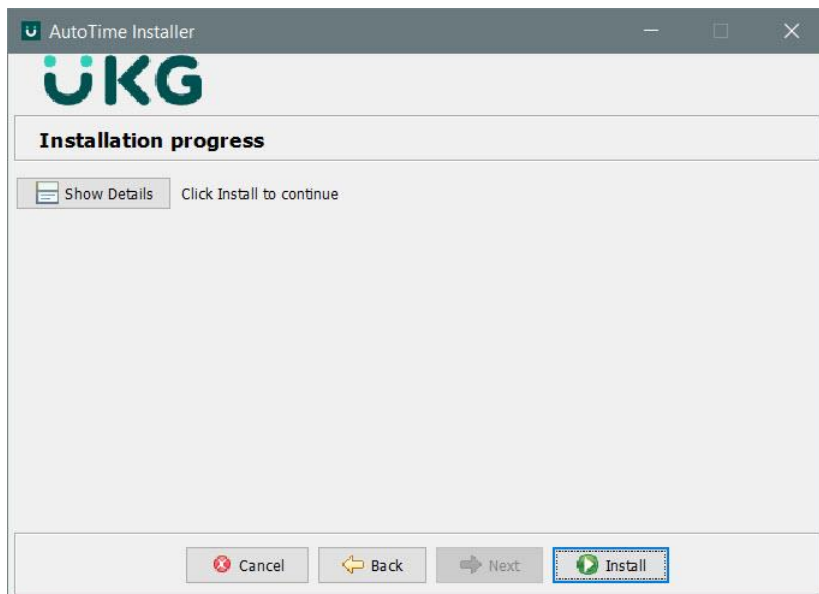 AutoTime Installer
UKG
Installation progress
Show Details Click Install to continue
Cancel Back Next Install